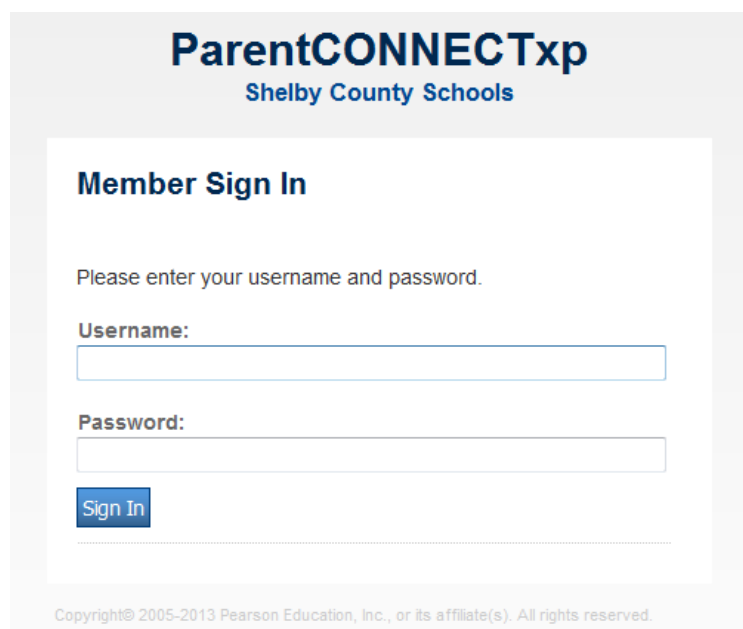 ParentCONNECTxp
Shelby County Schools
Member Sign In
Please enter your username and password.
Username:
Password:
Sign In
Copyright© 2005-2013 Pearson Education, Inc., or its affiliate(s). All rights reserved.